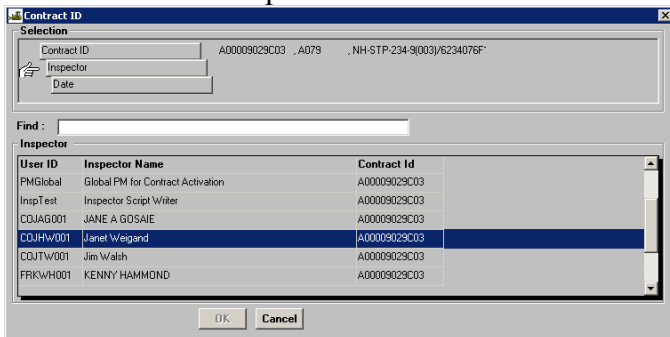 Contract ID
Selection
Contract ID A00009029C03 , A079 , NH-STP-234-9(003)/6234076F*
Inspector
Date
Find :
Inspector
User ID Inspector Name Contract Id
PMGlobal Global PM for Contract Activation A00009029C03
InspTest Inspector Script Writer A00009029C03
COJAG001 JANE A GOSAIE A00009029C03
COJHW001 Janet Weigand A00009029C03
COJTW001 Jim Walsh A00009029C03
FRKWH001 KENNY HAMMOND A00009029C03
OK Cancel